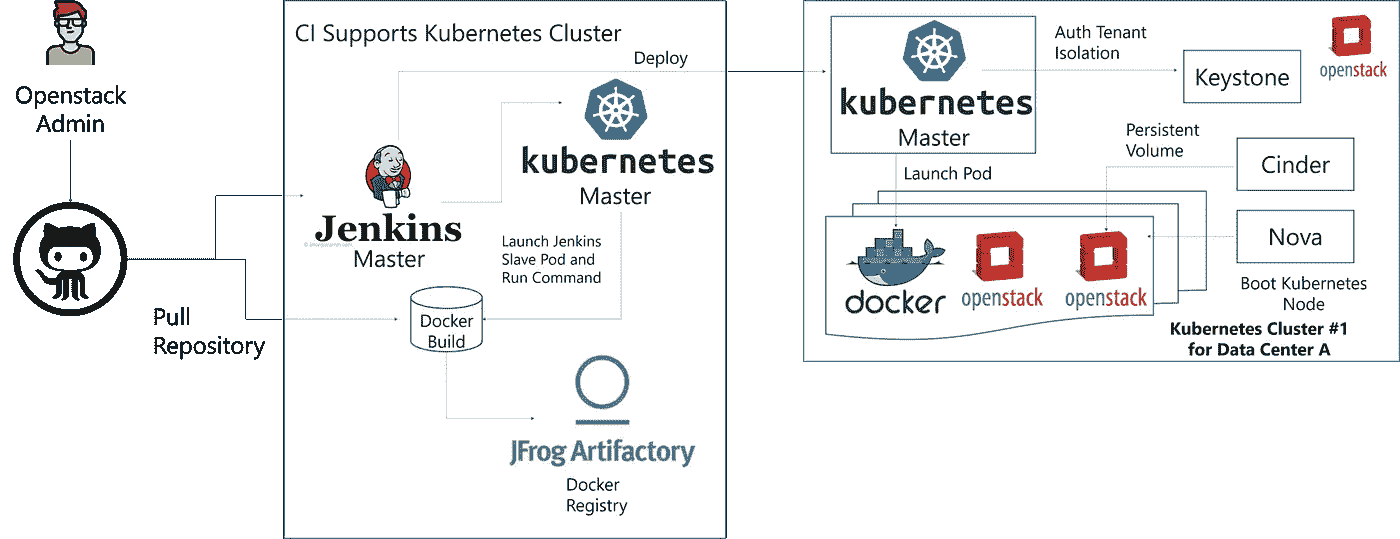 Openstack
Admin
Pull
Repository
CI Supports Kubernetes Cluster
Deploy
kubernetes
Master
Jenkins
Master
Launch Jenkins
Slave Pod and
Run Command
Docker
Build
JFrog Artifactory
Docker
Registry
kubernetes
Master
Auth Tenant
Isolation
Keystone
openstack
Launch Pod
Persistent
Volume
Cinder
Nova
Boot Kubernetes
Node
docker
openstack
openstack
Kubernetes Cluster #1
for Data Center A